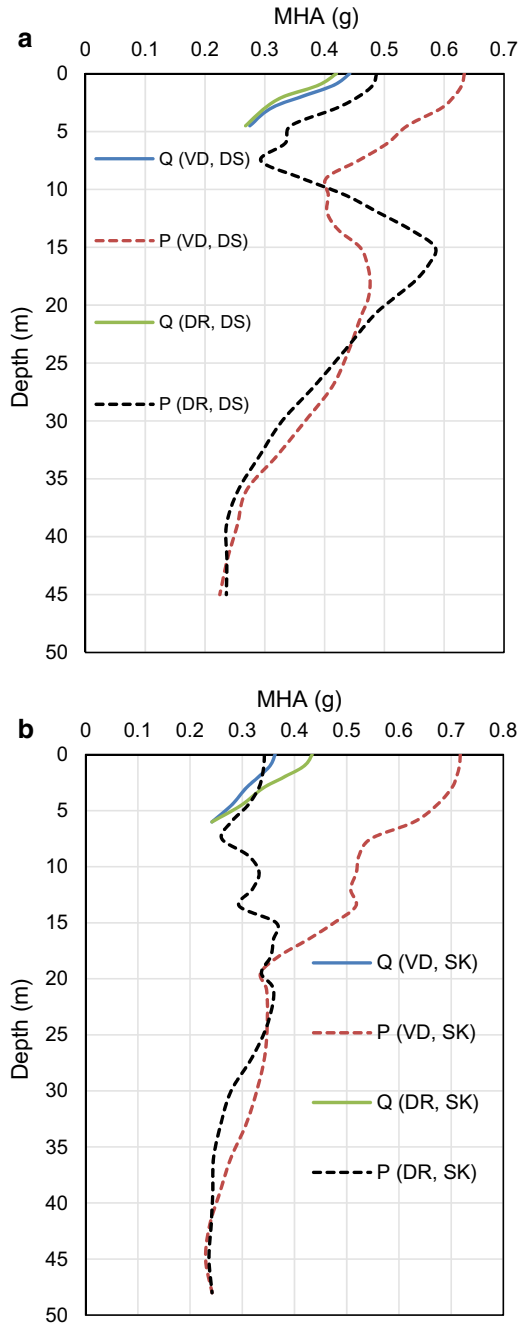 MHA (g)
a
0 0.1 0.2 0.3 0.4 0.5 0.6 0.7
0
5
10
15
20
25
30
35
40
45
50
Depth (m)
Q (VD, DS)
P (VD, DS)
Q (DR, DS)
P (DR, DS)
MHA (g)
b
0 0.1 0.2 0.3 0.4 0.5 0.6 0.7 0.8
0
5
10
15
20
25
30
35
40
45
50
Depth (m)
Q (VD, SK)
P (VD, SK)
Q (DR, SK)
P (DR, SK)